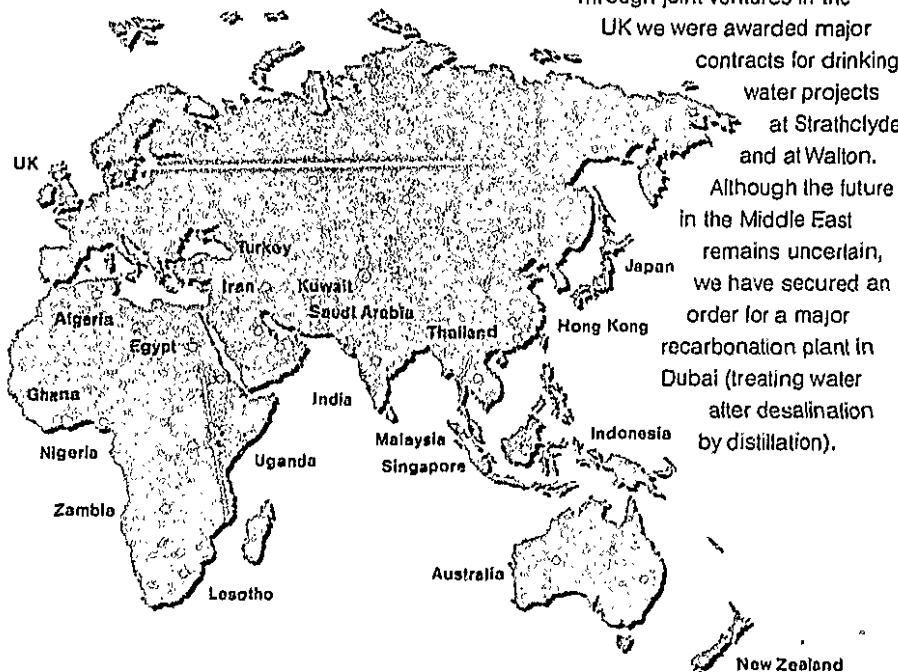 Through joint ventures in the
UK we were awarded major
contracts for drinking
water projects
at Strathclyde
and at Walton.
Although the future
in the Middle East
remains uncertain,
we have secured an
order for a major
recarbonation plant in
Dubai (treating water
after desalination
by distillation).
UK
Turkey
Iran
Kuwait
Saudi Arabia
Algeria
Egypt
Thailand
Japan
Hong Kong
Ghana
India
Nigeria
Uganda
Malaysia
Singapore
Indonesia
Zambia
Lesotho
Australia
New Zealand